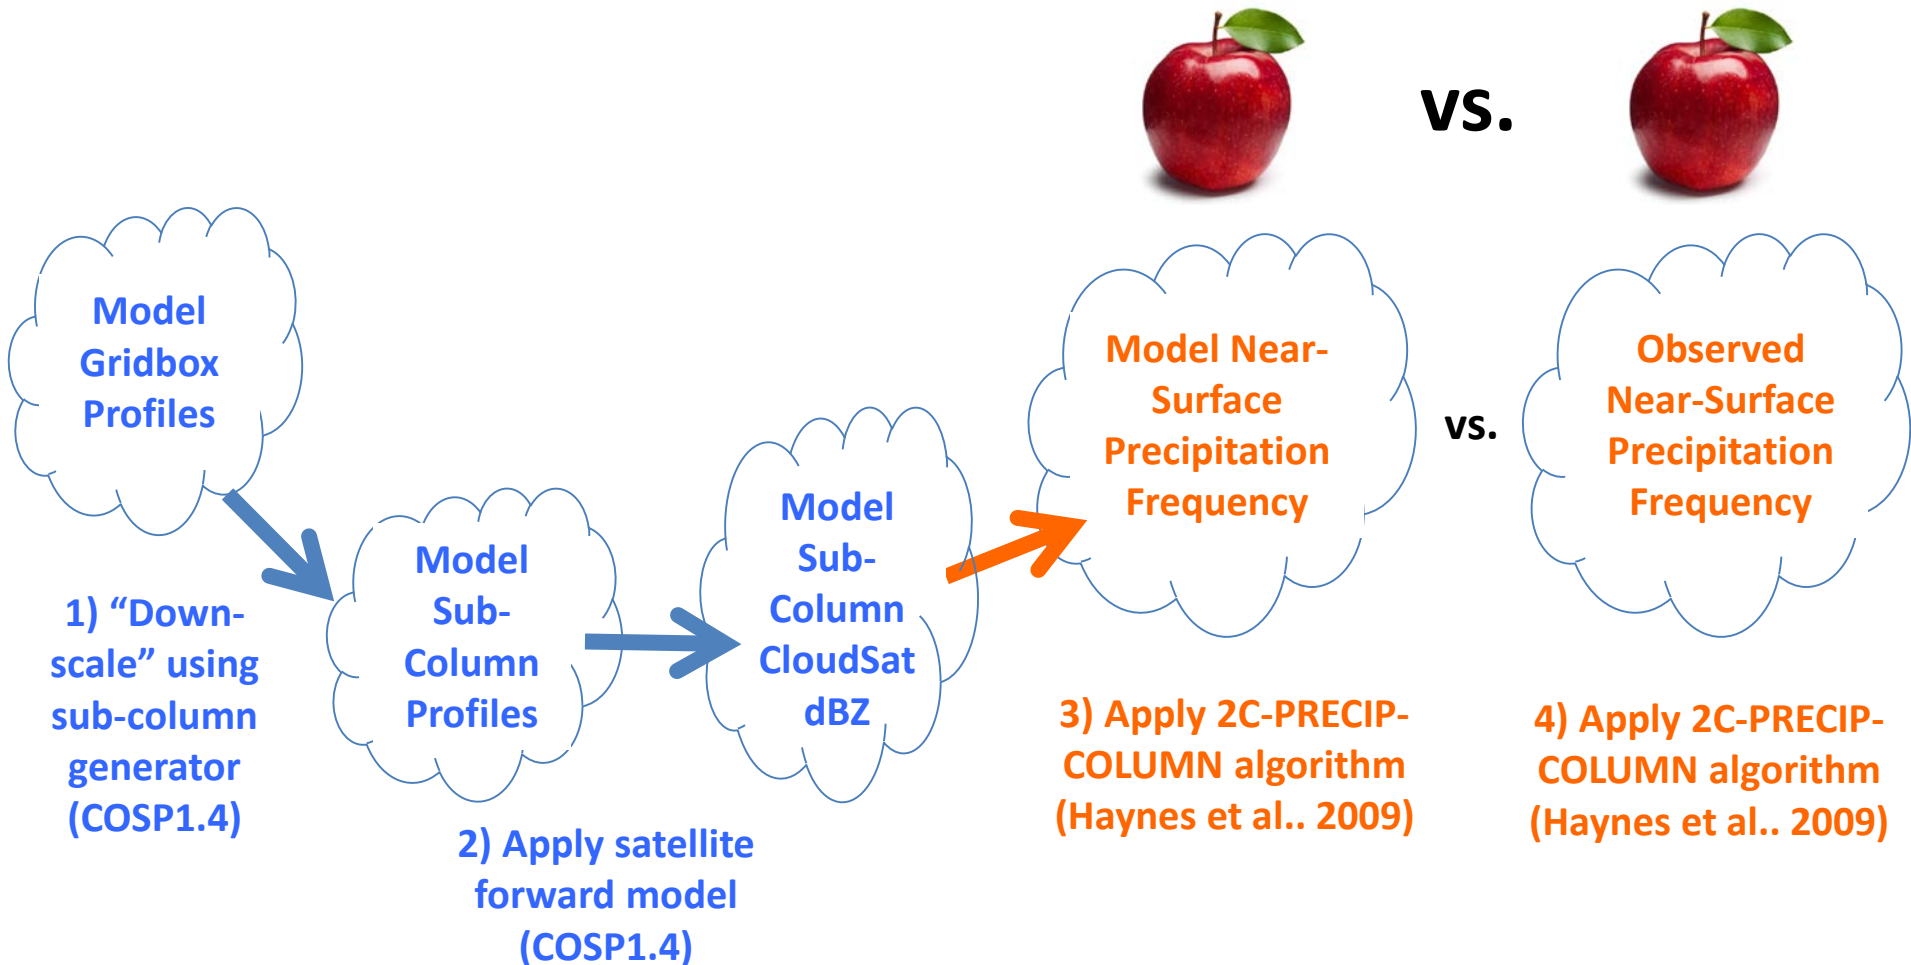 vs.
Model
Gridbox
Profiles
1) “Down-
scale” using
sub-column
generator
(COSP1.4)
Model
Sub-
Column
Profiles
2) Apply satellite
forward model
(COSP1.4)
Model
Sub-
Column
CloudSat
dBZ
Model Near-
Surface
Precipitation
Frequency
3) Apply 2C-PRECIP-
COLUMN algorithm
(Haynes et al.. 2009)
vs.
Observed
Near-Surface
Precipitation
Frequency
4) Apply 2C-PRECIP-
COLUMN algorithm
(Haynes et al.. 2009)